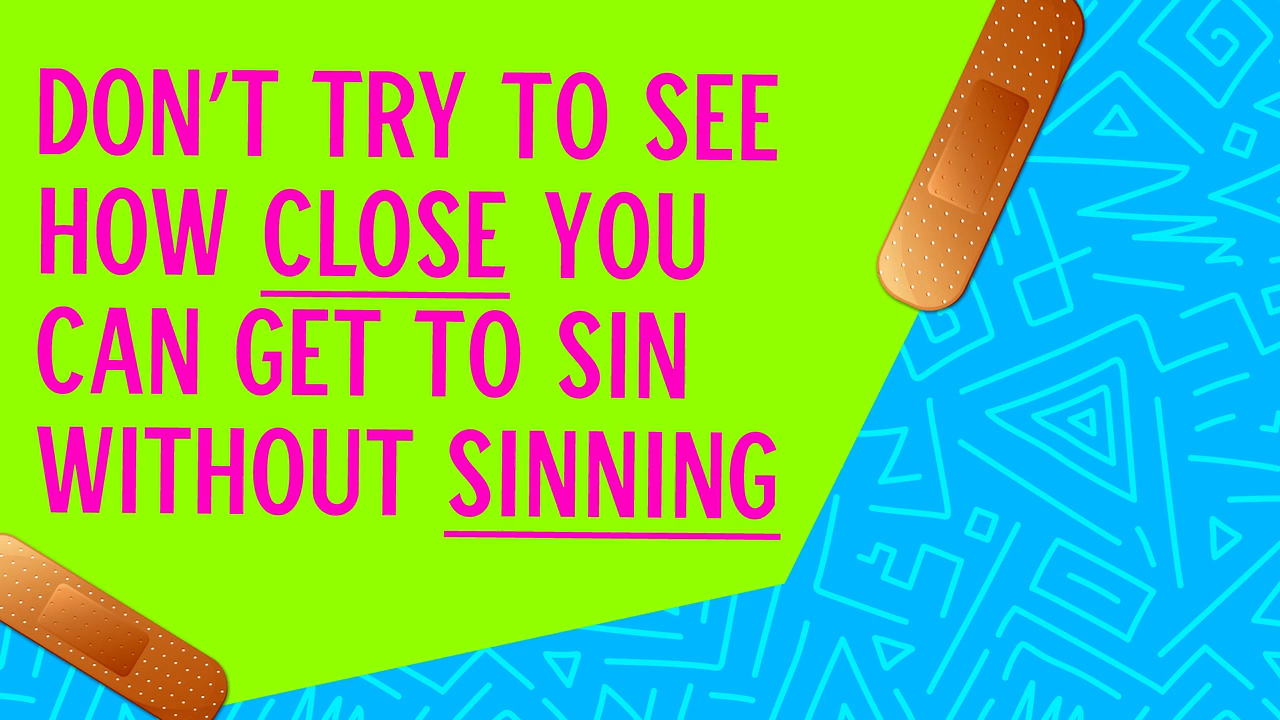 DON'T TRY TO SEE
HOW CLOSE YOU
CAN GET TO SIN
WITHOUT SINNING